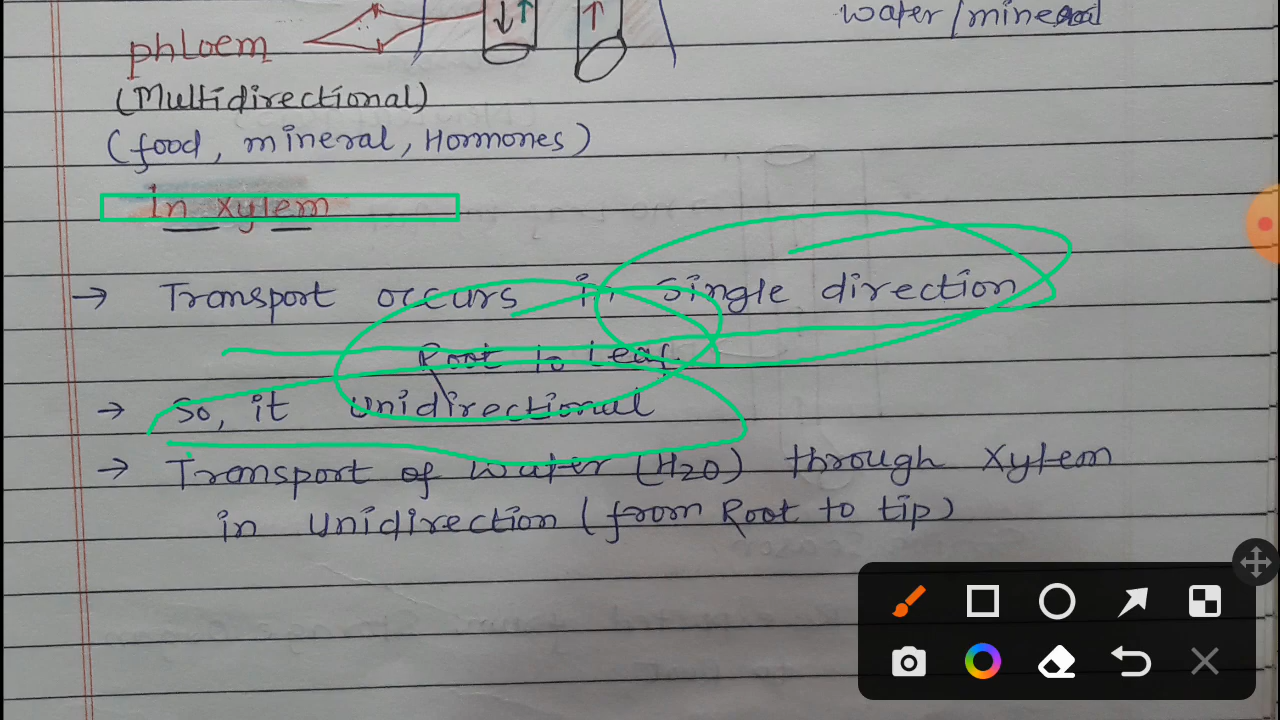 water/mineral
phloem
(Multidirectional)
(food, mineral, Hormones)
in xylem
→ Transport occurs in single direction
Root to Leaf
→ So, it unidirectional
→ Transport of water (H2O) through xylem
in unidirection (from Root to tip)